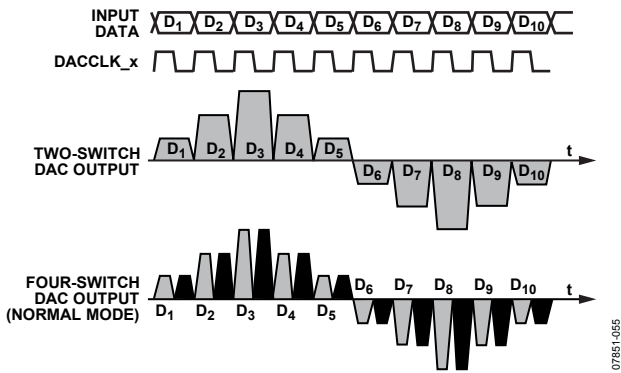 INPUT
DATA
D1 D2 D3 D4 D5 D6 D7 D8 D9 D10
DACCLK_x
TWO-SWITCH
DAC OUTPUT
D1 D2 D3 D4 D5 D6 D7 D8 D9 D10
t
FOUR-SWITCH
DAC OUTPUT
(NORMAL MODE)
D1 D2 D3 D4 D5 D6 D7 D8 D9 D10
t
07851-055